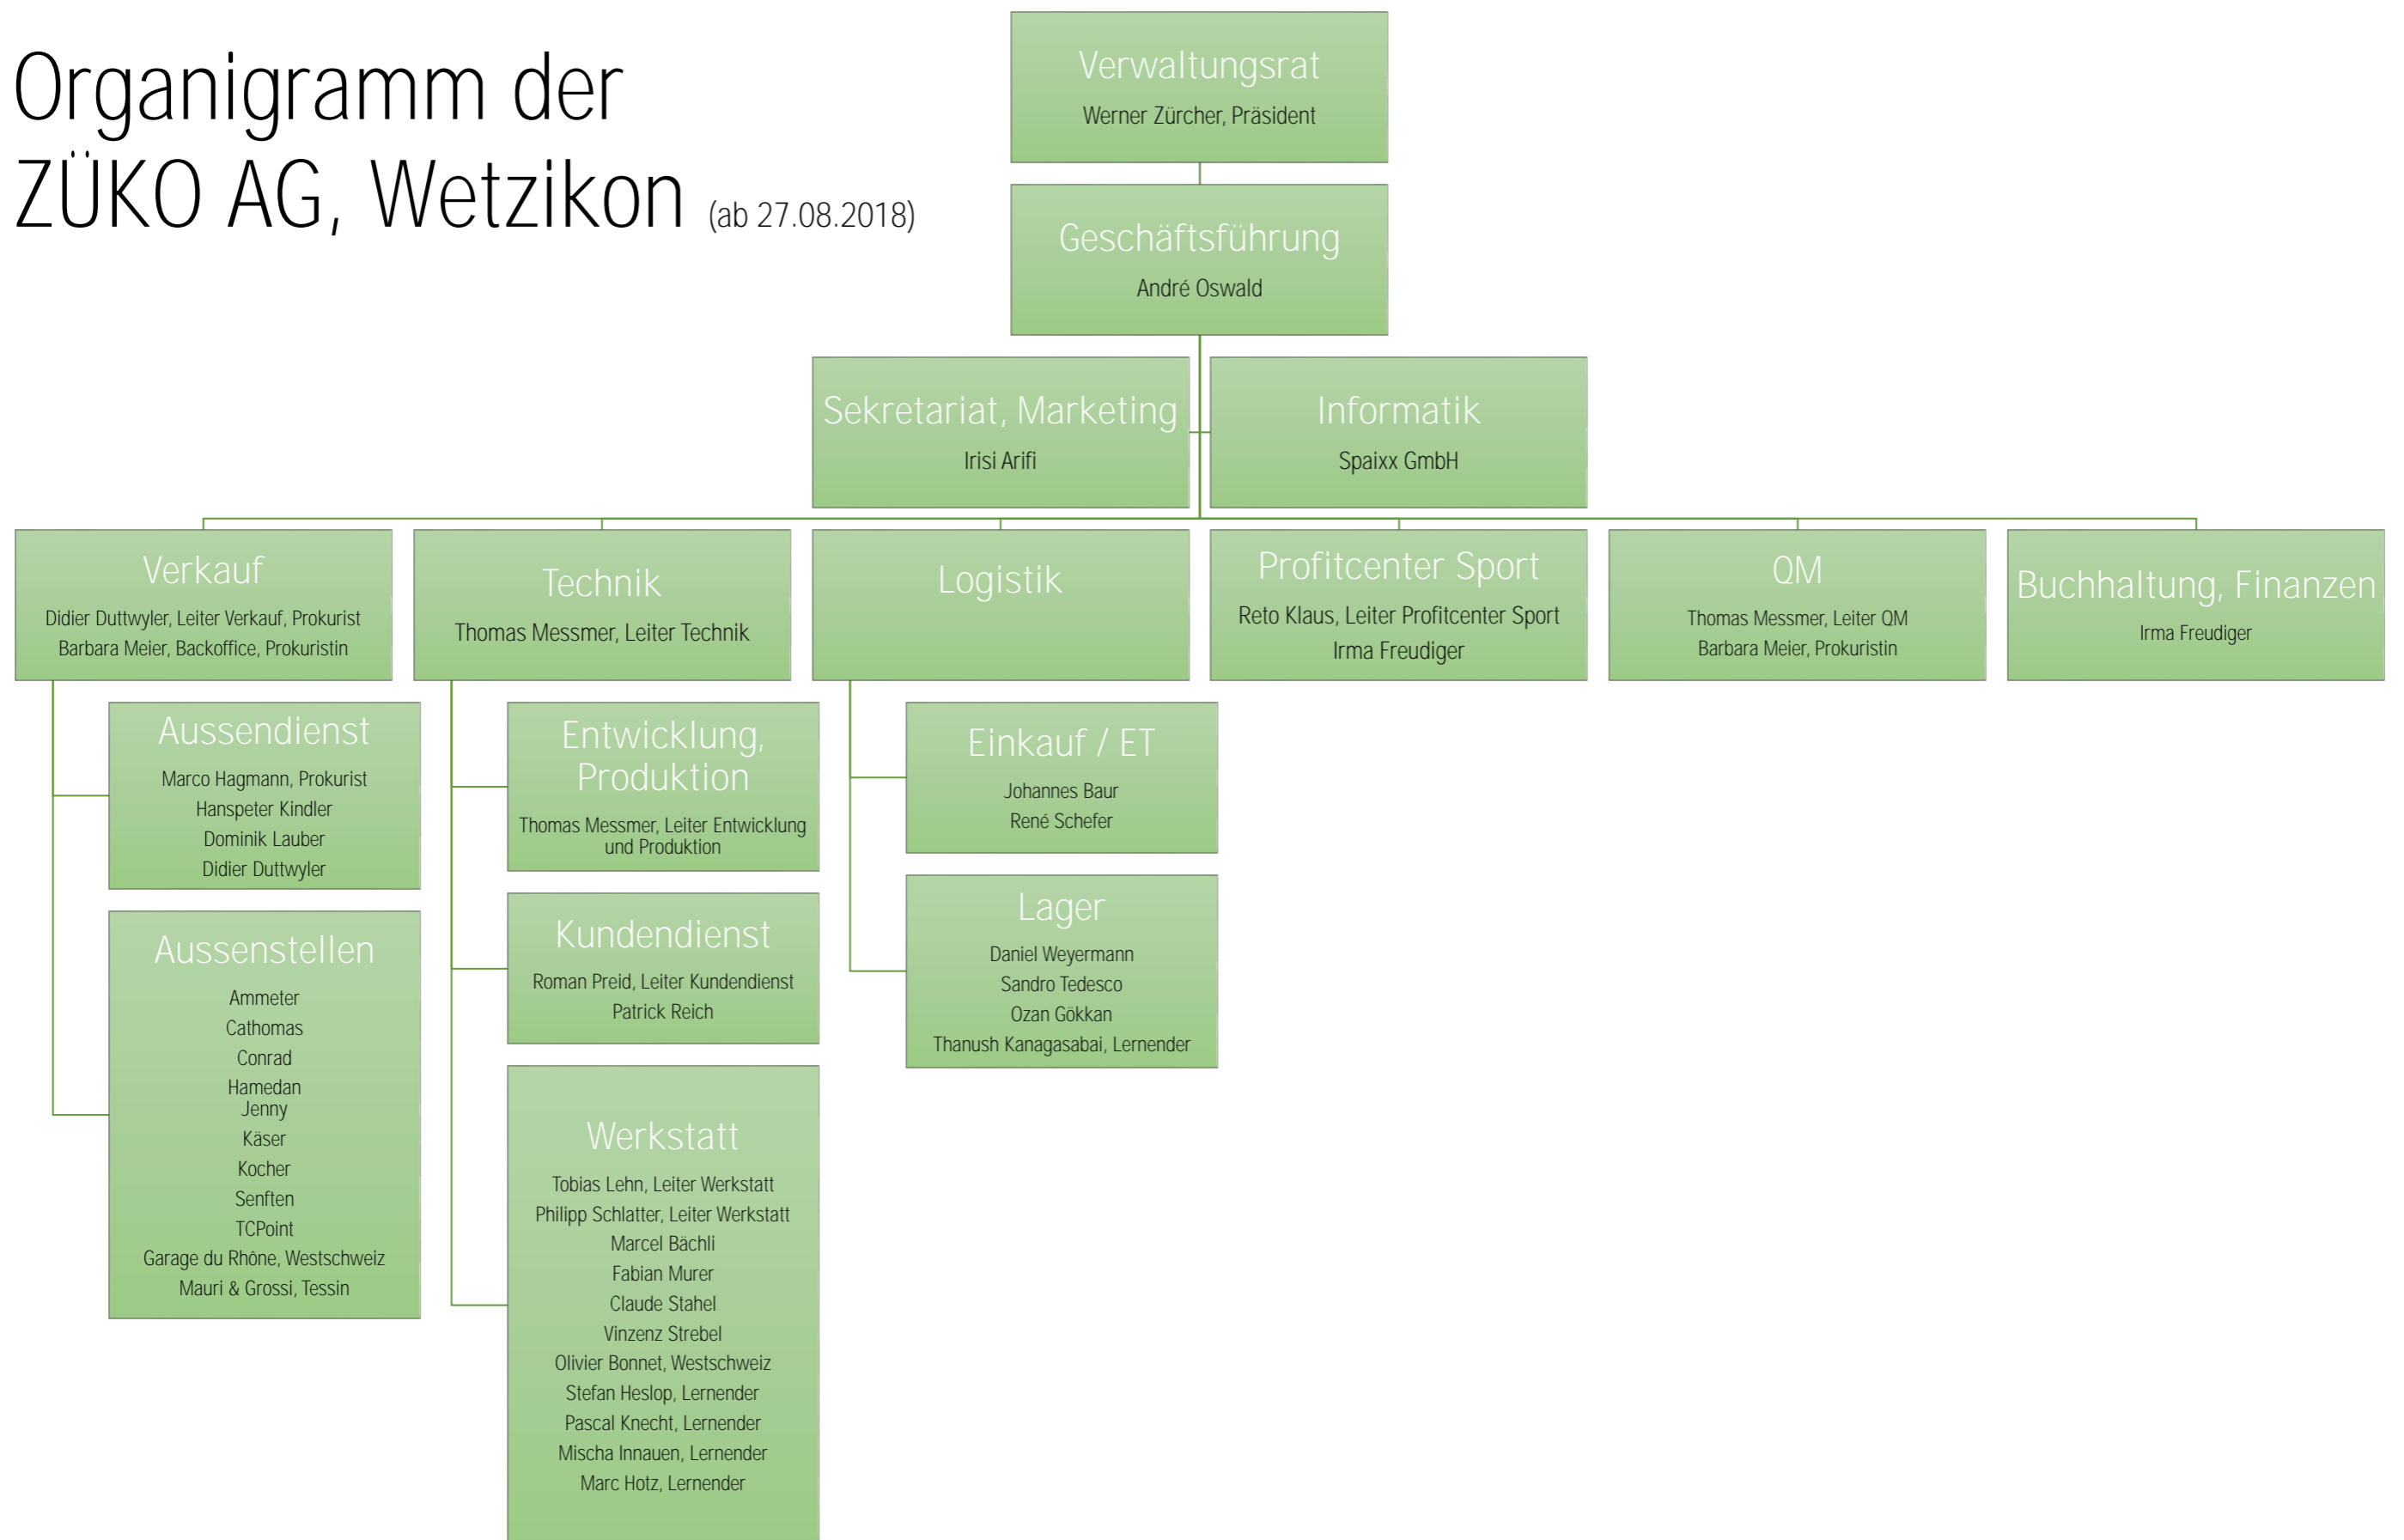 Organigramm der
ZÜKO AG, Wetzikon (ab 27.08.2018)
Verwaltungsrat
Werner Zürcher, Präsident
Geschäftsführung
André Oswald
Sekretariat, Marketing
Irisi Arifi
Informatik
Spaixx GmbH
Verkauf
Didier Duttwyler, Leiter Verkauf, Prokurist
Barbara Meier, Backoffice, Prokuristin
Aussendienst
Marco Hagmann, Prokurist
Hanspeter Kindler
Dominik Lauber
Didier Duttwyler
Aussenstellen
Ammeter
Cathomas
Conrad
Hamedan
Jenny
Käser
Kocher
Senften
TCPoint
Garage du Rhône, Westschweiz
Mauri & Grossi, Tessin
Technik
Thomas Messmer, Leiter Technik
Entwicklung,
Produktion
Thomas Messmer, Leiter Entwicklung
und Produktion
Kundendienst
Roman Preid, Leiter Kundendienst
Patrick Reich
Werkstatt
Tobias Lehn, Leiter Werkstatt
Philipp Schlatter, Leiter Werkstatt
Marcel Bächli
Fabian Murer
Claude Stahel
Vinzenz Strebel
Olivier Bonnet, Westschweiz
Stefan Heslop, Lernender
Pascal Knecht, Lernender
Mischa Innauen, Lernender
Marc Hotz, Lernender
Logistik
Einkauf / ET
Johannes Baur
René Schefer
Lager
Daniel Weyermann
Sandro Tedesco
Ozan Gökkan
Thanush Kanagasabai, Lernender
Profitcenter Sport
Reto Klaus, Leiter Profitcenter Sport
Irma Freudiger
QM
Thomas Messmer, Leiter QM
Barbara Meier, Prokuristin
Buchhaltung, Finanzen
Irma Freudiger